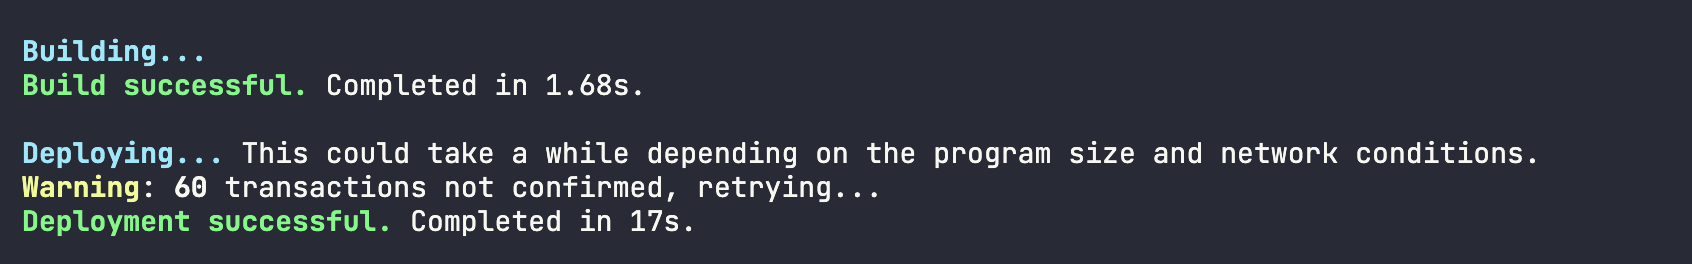 Building...
Build successful. Completed in 1.68s.
Deploying... This could take a while depending on the program size and network conditions.
Warning: 60 transactions not confirmed, retrying...
Deployment successful. Completed in 17s.